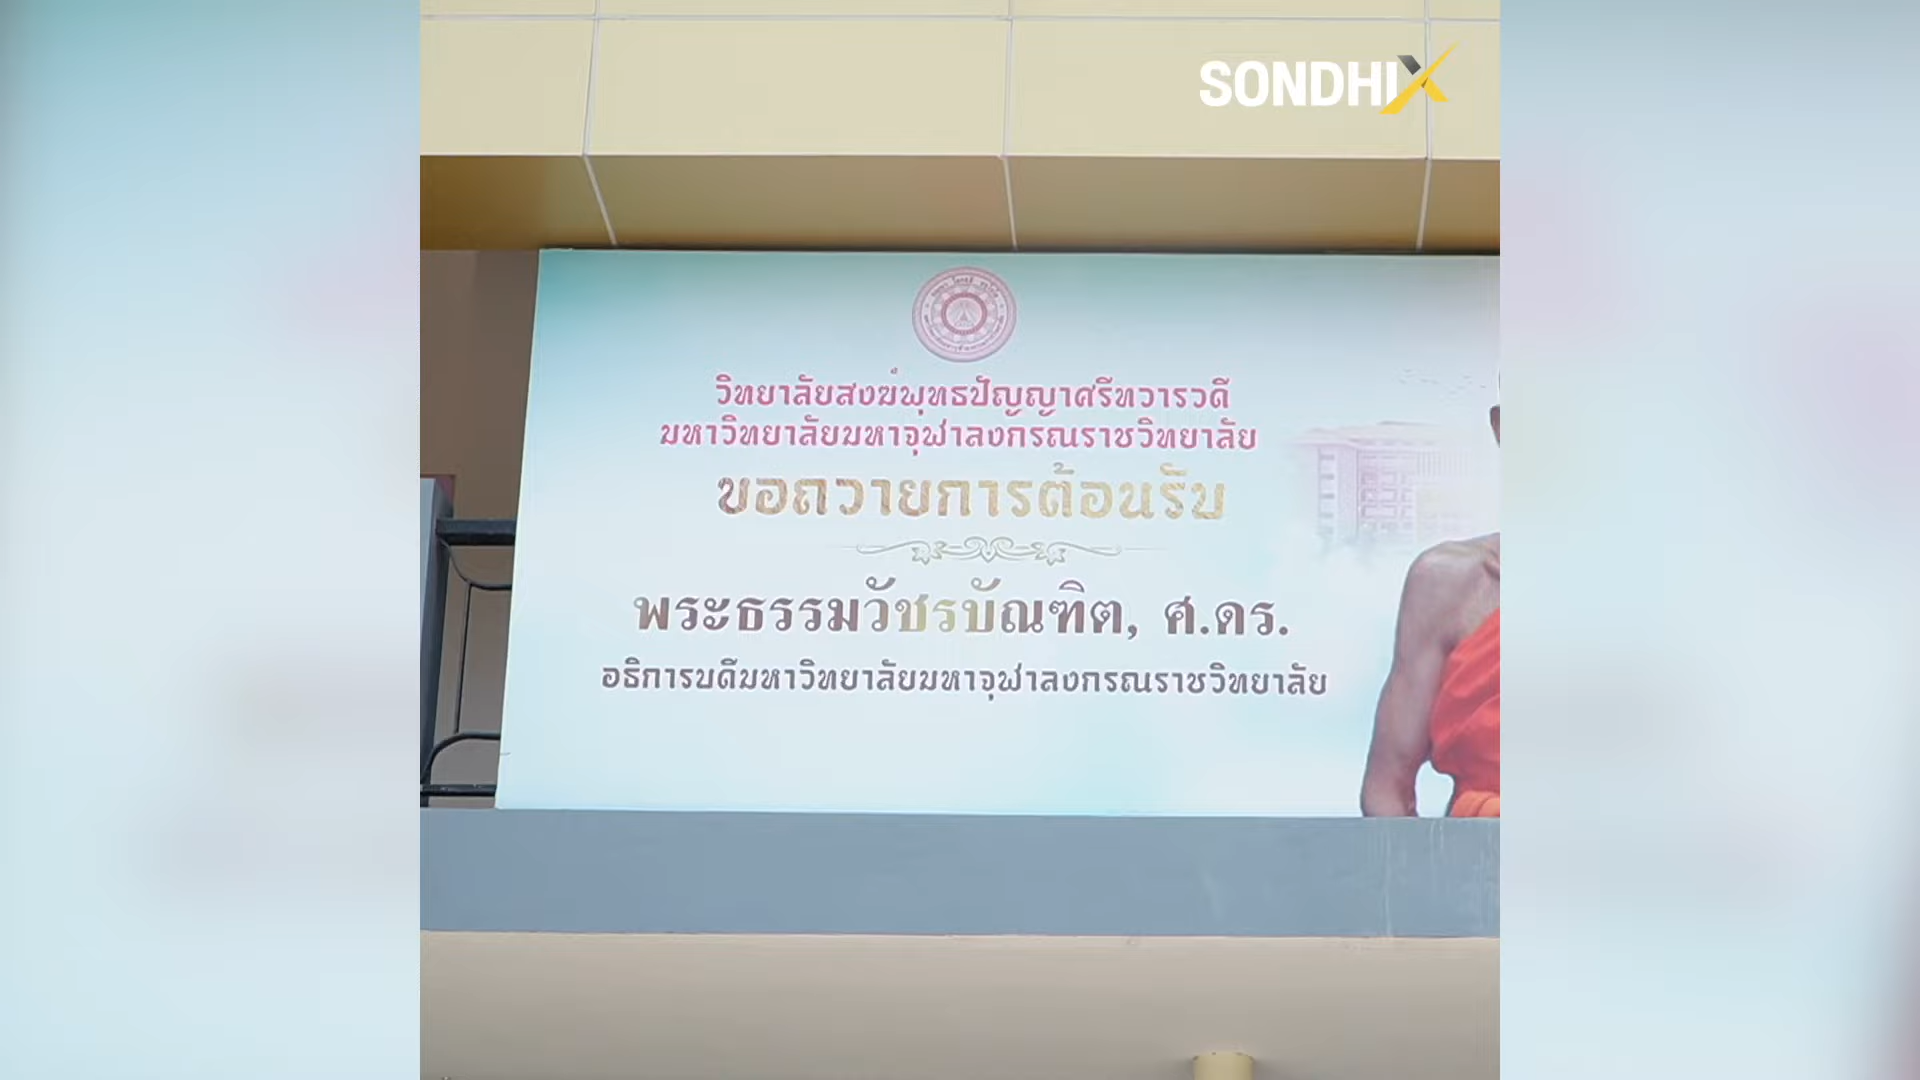 SONDHIX
วิทยาลัยสงฆ์พุทธปัญญาศรีทวารวดี
มหาวิทยาลัยมหาจุฬาลงกรณราชวิทยาลัย
ขอถวายการต้อนรับ
พระธรรมวัชรบัณฑิต, ศ.ดร.
อธิการบดีมหาวิทยาลัยมหาจุฬาลงกรณราชวิทยาลัย